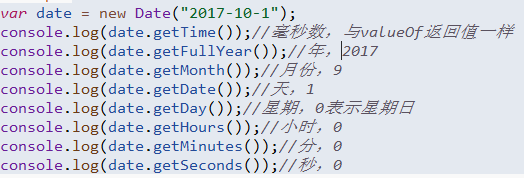 var date = new Date("2017-10-1");
console.log(date.getTime());//毫秒数，与valueOf返回值一样
console.log(date.getFullYear());//年，2017
console.log(date.getMonth());//月份，9
console.log(date.getDate());//天，1
console.log(date.getDay());//星期，0表示星期日
console.log(date.getHours());//小时，0
console.log(date.getMinutes());//分，0
console.log(date.getSeconds());//秒，0